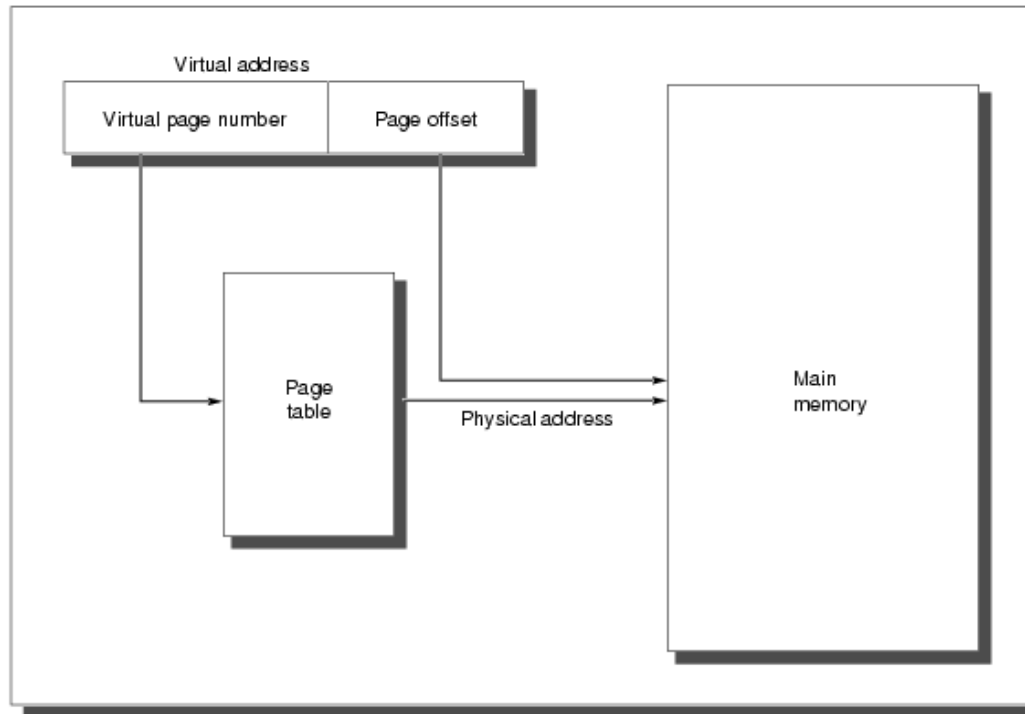 Virtual address
Virtual page number
Page offset
Page
table
Physical address
Main
memory